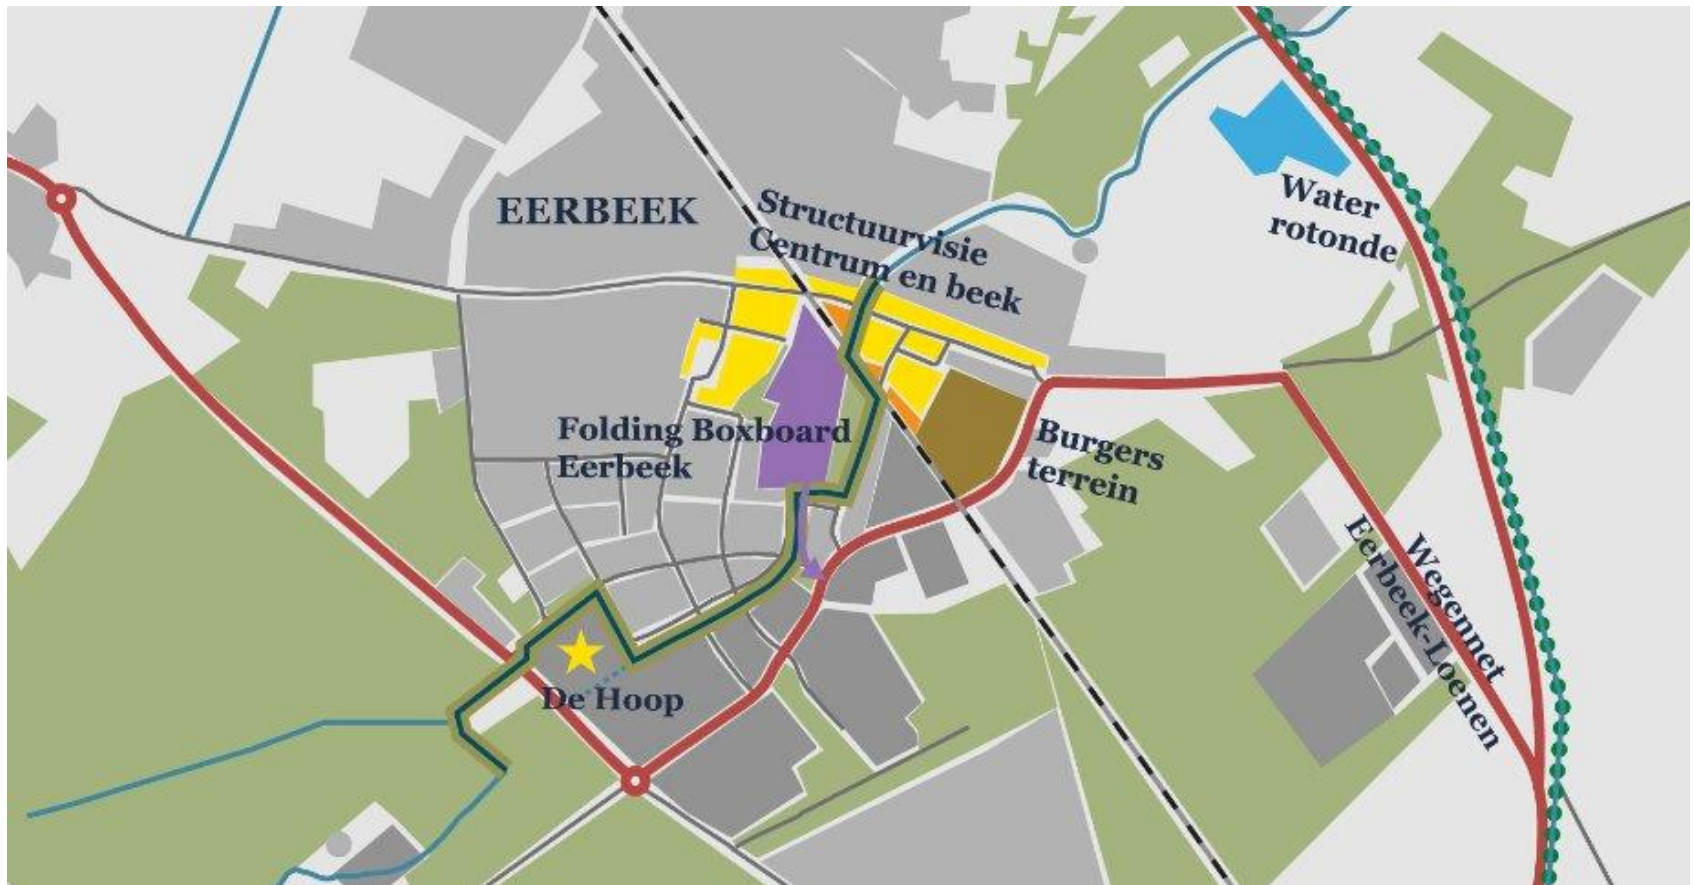 EERBEEK
Structuurvisie
Centrum en beek
Water
rotonde
Folding Boxboard
Eerbeek
Burgers
terrein
Wegennet
Eerbeek-Loenen
De Hoop